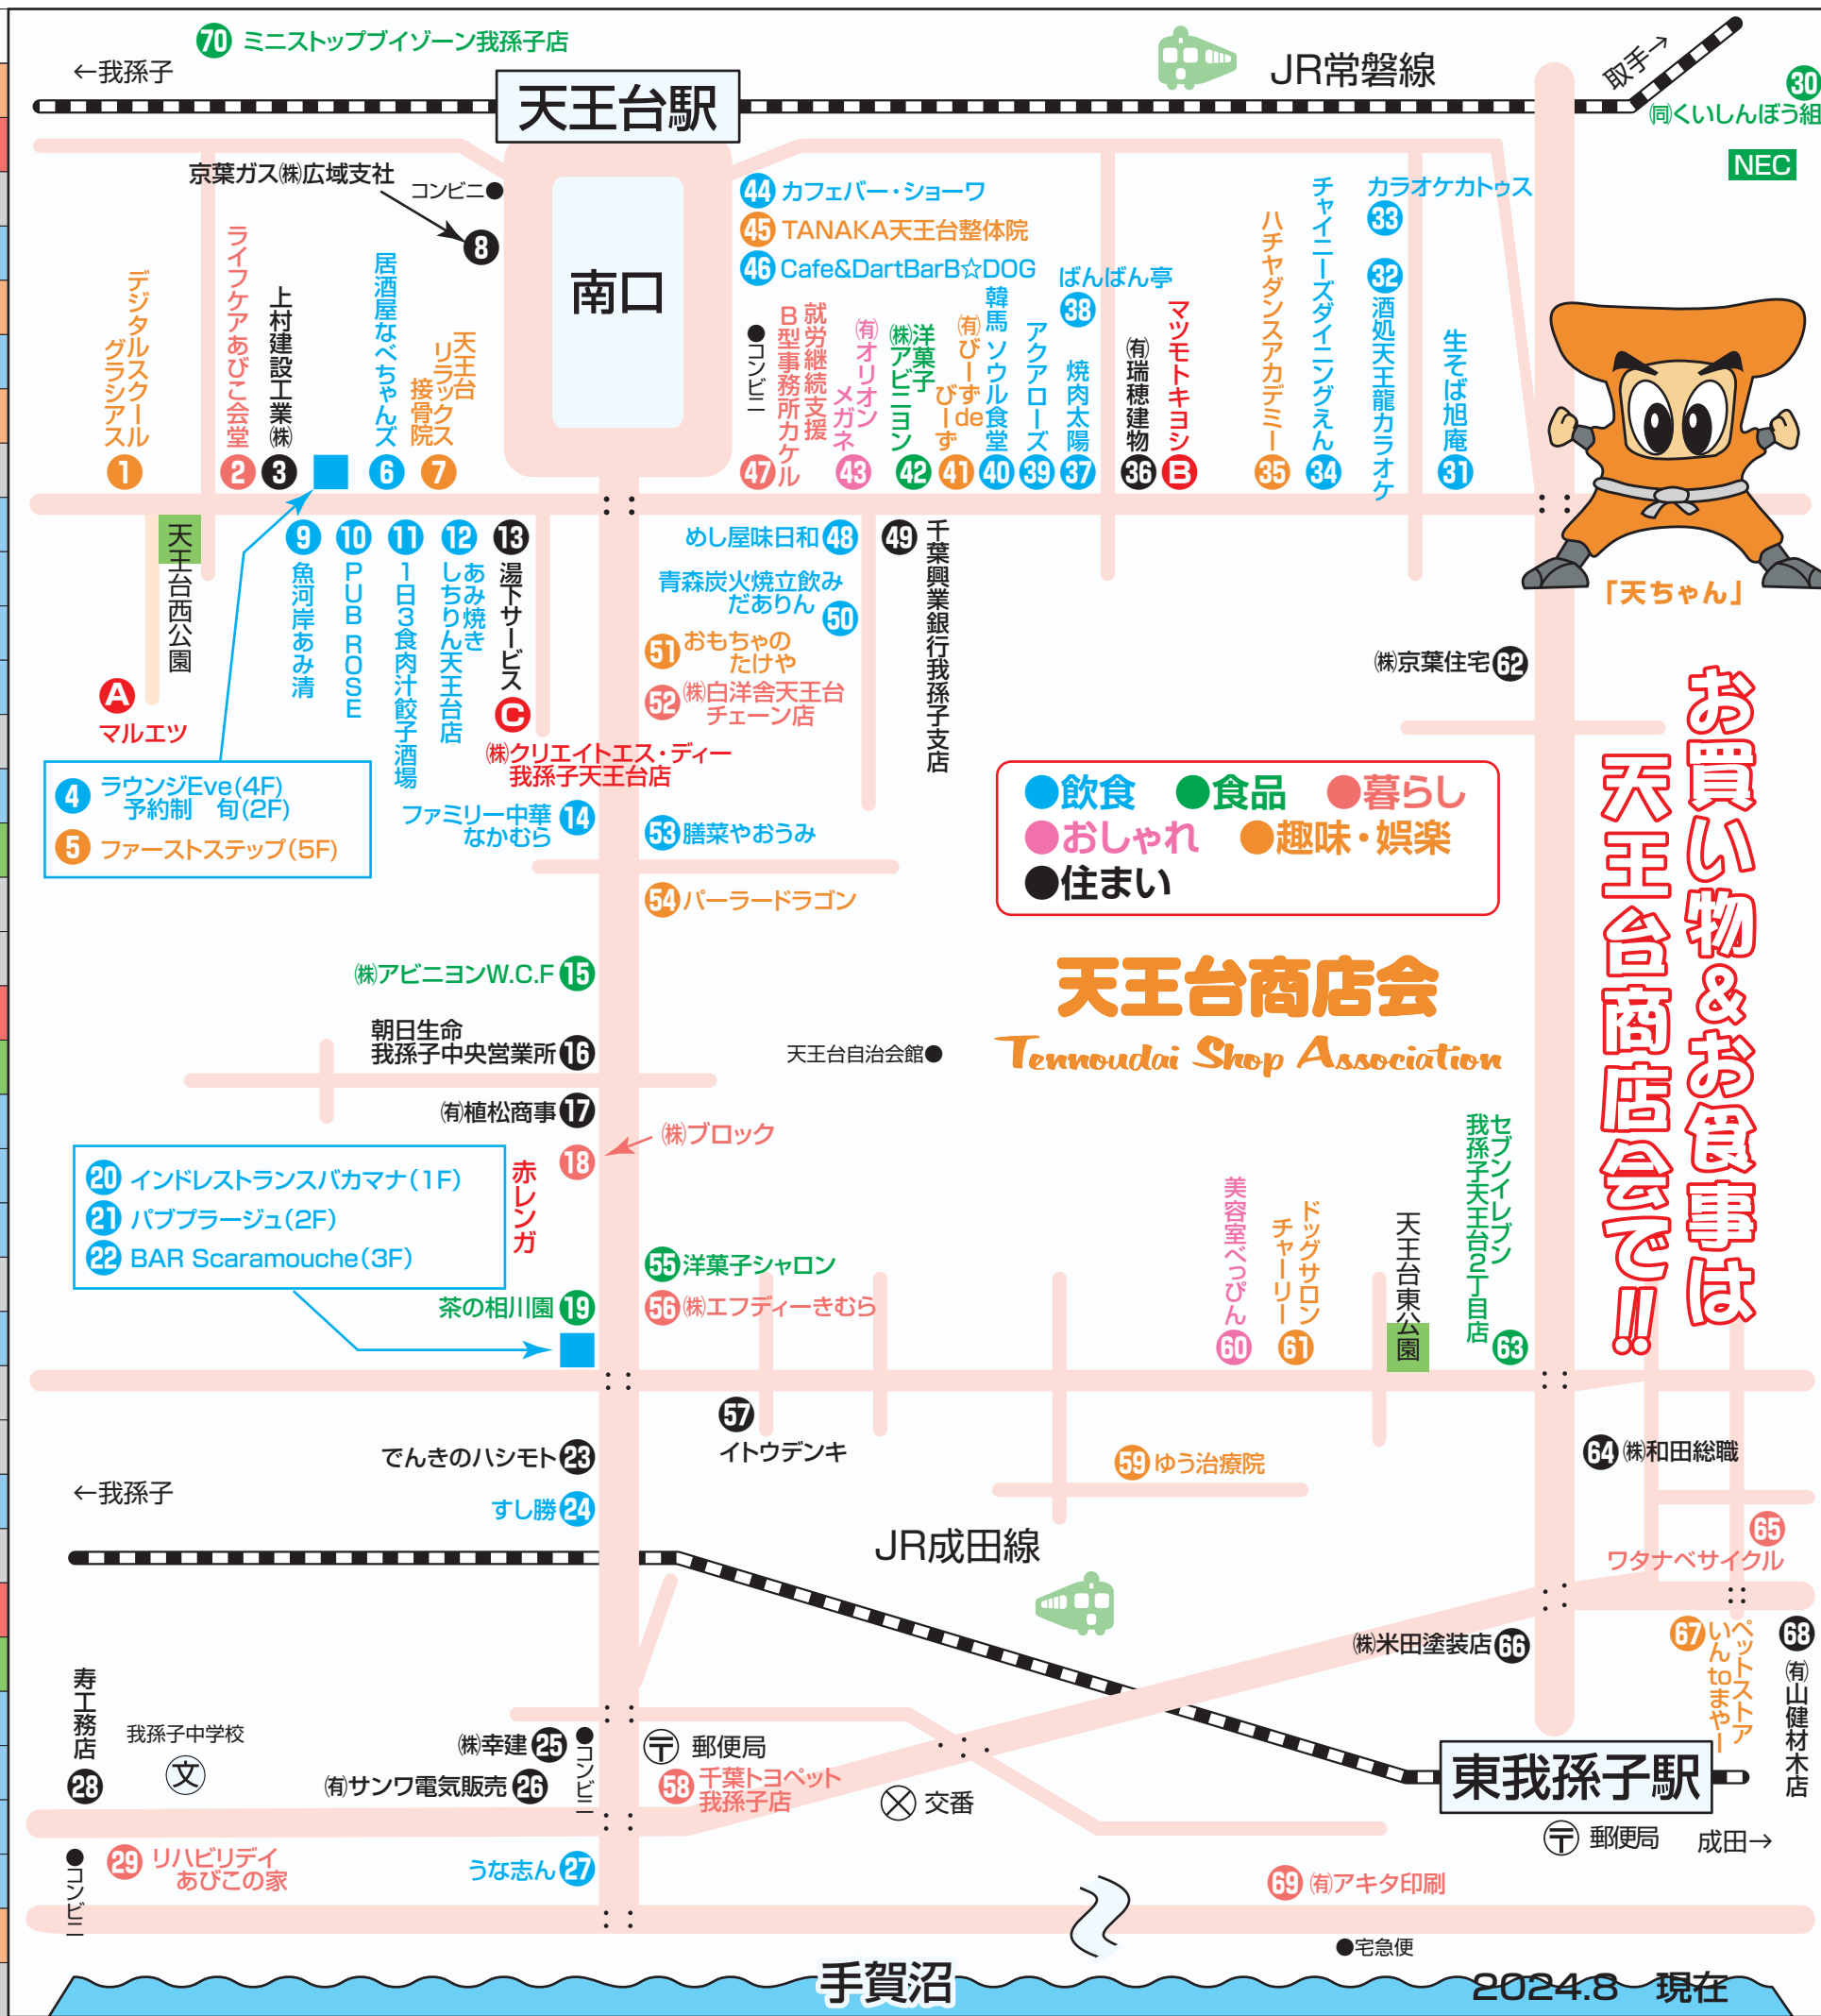 70 ミニストップブイゾーン我孫子店
←我孫子
天王台駅
JR常磐線
取手→
30
㈿くいしんぼう組
NEC
京葉ガス㈱広域支社
コンビニ●
8
南口
44 カフェバー・ショーワ
45 TANAKA天王台整体院
46 Cafe&DartBarB☆DOG
デジタルスクール
グラシアス
1
ライフケアあびこ会堂
2
上村建設工業㈱
3
居酒屋なべちゃんズ
6
天王台
リラックス
接骨院
7
●コンビニ
就労継続支援
B型事務所カケル
47
㈲オリオン
メガネ
43
洋菓子
㈱アビニヨン
42
㈲びーずde
びーず
41
韓馬 ソウル食堂
40
アクアローズ
39
ばんばん亭
38
焼肉太陽
37
㈲瑞穂建物
36
マツモトキヨシ
B
ハチヤダンスアカデミー
35
チャイニーズダイニングえん
34
カラオケカトゥス
33
32
酒処天王龍カラオケ
生そば旭庵
31
「天ちゃん」
天王台西公園
A
マルエツ
9
魚河岸あみ清
10
PUB ROSE
11
1日3食肉汁餃子酒場
12
あみ焼き
しちりん天王台店
13
湯下サービス
C
㈱クリエイトエス・ディー
我孫子天王台店
4 ラウンジEve(4F)
予約制 旬(2F)
5 ファーストステップ(5F)
ファミリー中華
なかむら
14
めし屋味日和 48
49
千葉興業銀行我孫子支店
青森炭火焼立飲み
だありん 50
51 おもちゃの
たけや
52 ㈱白洋舎天王台
チェーン店
53 膳菜やおうみ
54 パーラードラゴン
㈱京葉住宅 62
●飲食 ●食品 ●暮らし
●おしゃれ ●趣味・娯楽
●住まい
お買い物&お食事は
天王台商店会で!!
天王台商店会
Tennoudai Shop Association
㈱アビニヨンW.C.F 15
朝日生命
我孫子中央営業所 16
天王台自治会館●
㈲植松商事 17
18
㈱ブロック
赤レンガ
20 インドレストランスバカマナ(1F)
21 パブプラージュ(2F)
22 BAR Scaramouche(3F)
茶の相川園 19
55 洋菓子シャロン
56 ㈱エフディーきむら
美容室べっぴん
60
ドッグサロン
チャーリー
61
天王台東公園
セブンイレブン
我孫子天王台2丁目店
63
57
イトウデンキ
でんきのハシモト 23
すし勝 24
←我孫子
59 ゆう治療院
64 ㈱和田総職
65
ワタナベサイクル
JR成田線
㈱米田塗装店 66
67
ペットストア
いんtoまやー
68
㈲山健材木店
寿工務店
28
我孫子中学校
文
㈱幸建 25
㈲サンワ電気販売 26
●コンビニ
〒 郵便局
58 千葉トヨペット
我孫子店
交番
東我孫子駅
〒 郵便局
成田→
●コンビニ
29 リハビリデイ
あびこの家
うな志ん 27
69 ㈲アキタ印刷
●宅急便
手賀沼
2024.8 現在